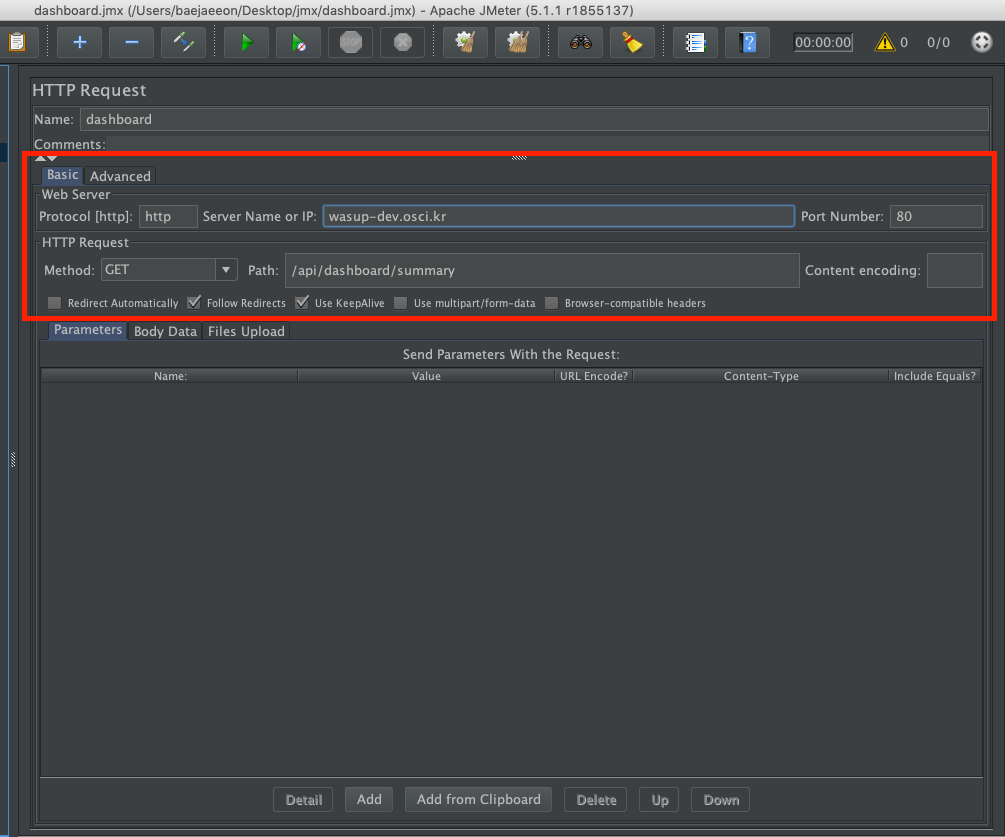 dashboard.jmx (/Users/baejaeeon/Desktop/jmx/dashboard.jmx) - Apache JMeter (5.1.1 r1855137)
STOP 00:00:00 0 0/0
HTTP Request
Name: dashboard
Comments:
Basic Advanced
Web Server
Protocol [http]: http Server Name or IP: wasup-dev.osci.kr Port Number: 80
HTTP Request
Method: GET Path: /api/dashboard/summary Content encoding:
Redirect Automatically Follow Redirects Use KeepAlive Use multipart/form-data Browser-compatible headers
Parameters Body Data Files Upload
Send Parameters With the Request:
Name: Value URL Encode? Content-Type Include Equals?
Detail Add Add from Clipboard Delete Up Down